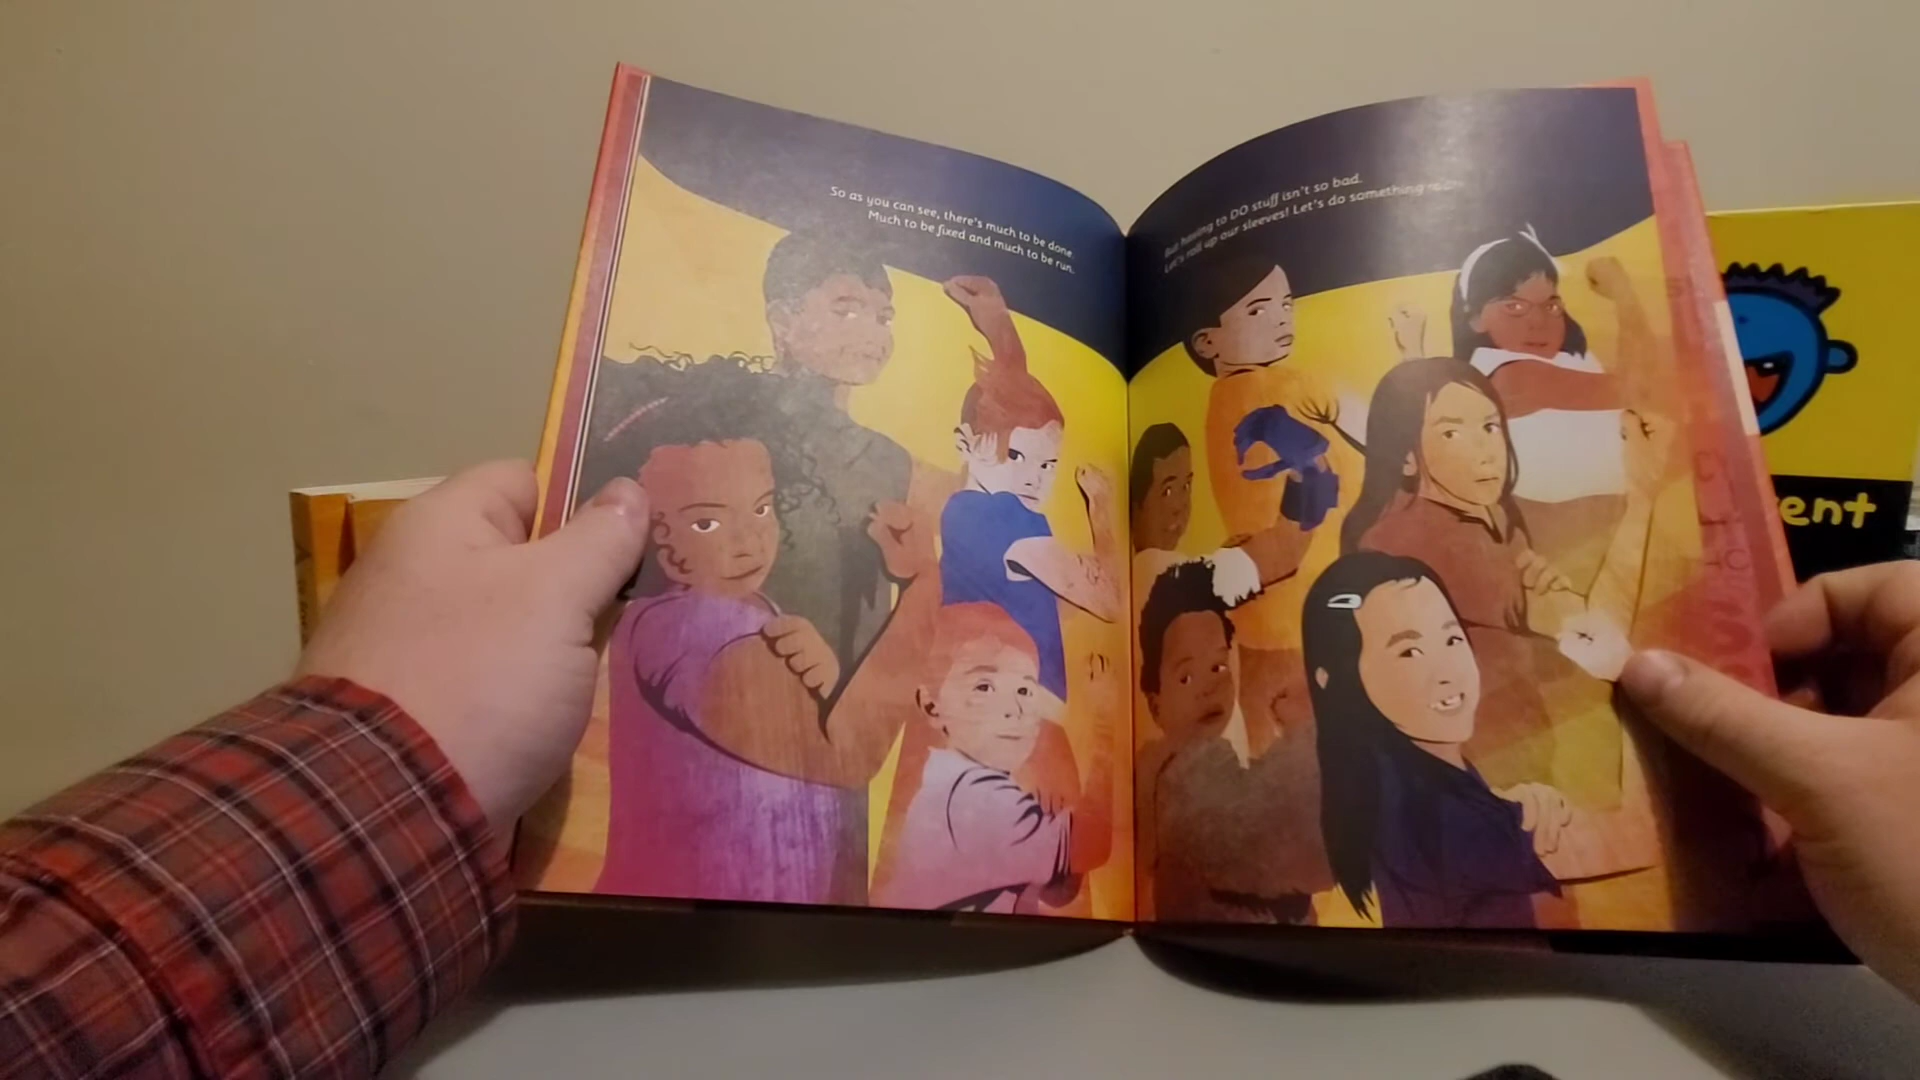 So as you can see, there's much to be done.
Much to be fixed and much to be run.
But having to DO stuff isn't so bad.
Let's roll up our sleeves! Let's do something
ent